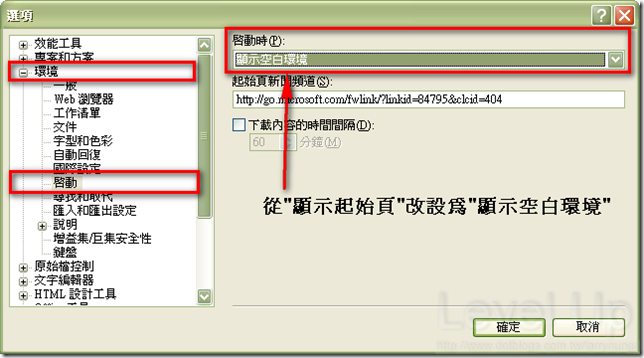 選項
效能工具
專案和方案
環境
一般
Web 瀏覽器
工作清單
文件
字型和色彩
自動回復
國際設定
啓動
尋找和取代
匯入和匯出設定
說明
增益集/巨集安全性
鍵盤
原始檔控制
文字編輯器
HTML 設計工具
啓動時(P):
顯示空白環境
起始頁新聞頻道(S):
http://go.microsoft.com/fwlink/?linkid=84795&clcid=404
下載內容的時間間隔(D):
60 分鐘(M)
從"顯示起始頁"改設爲"顯示空白環境"
Level Up
確定 取消